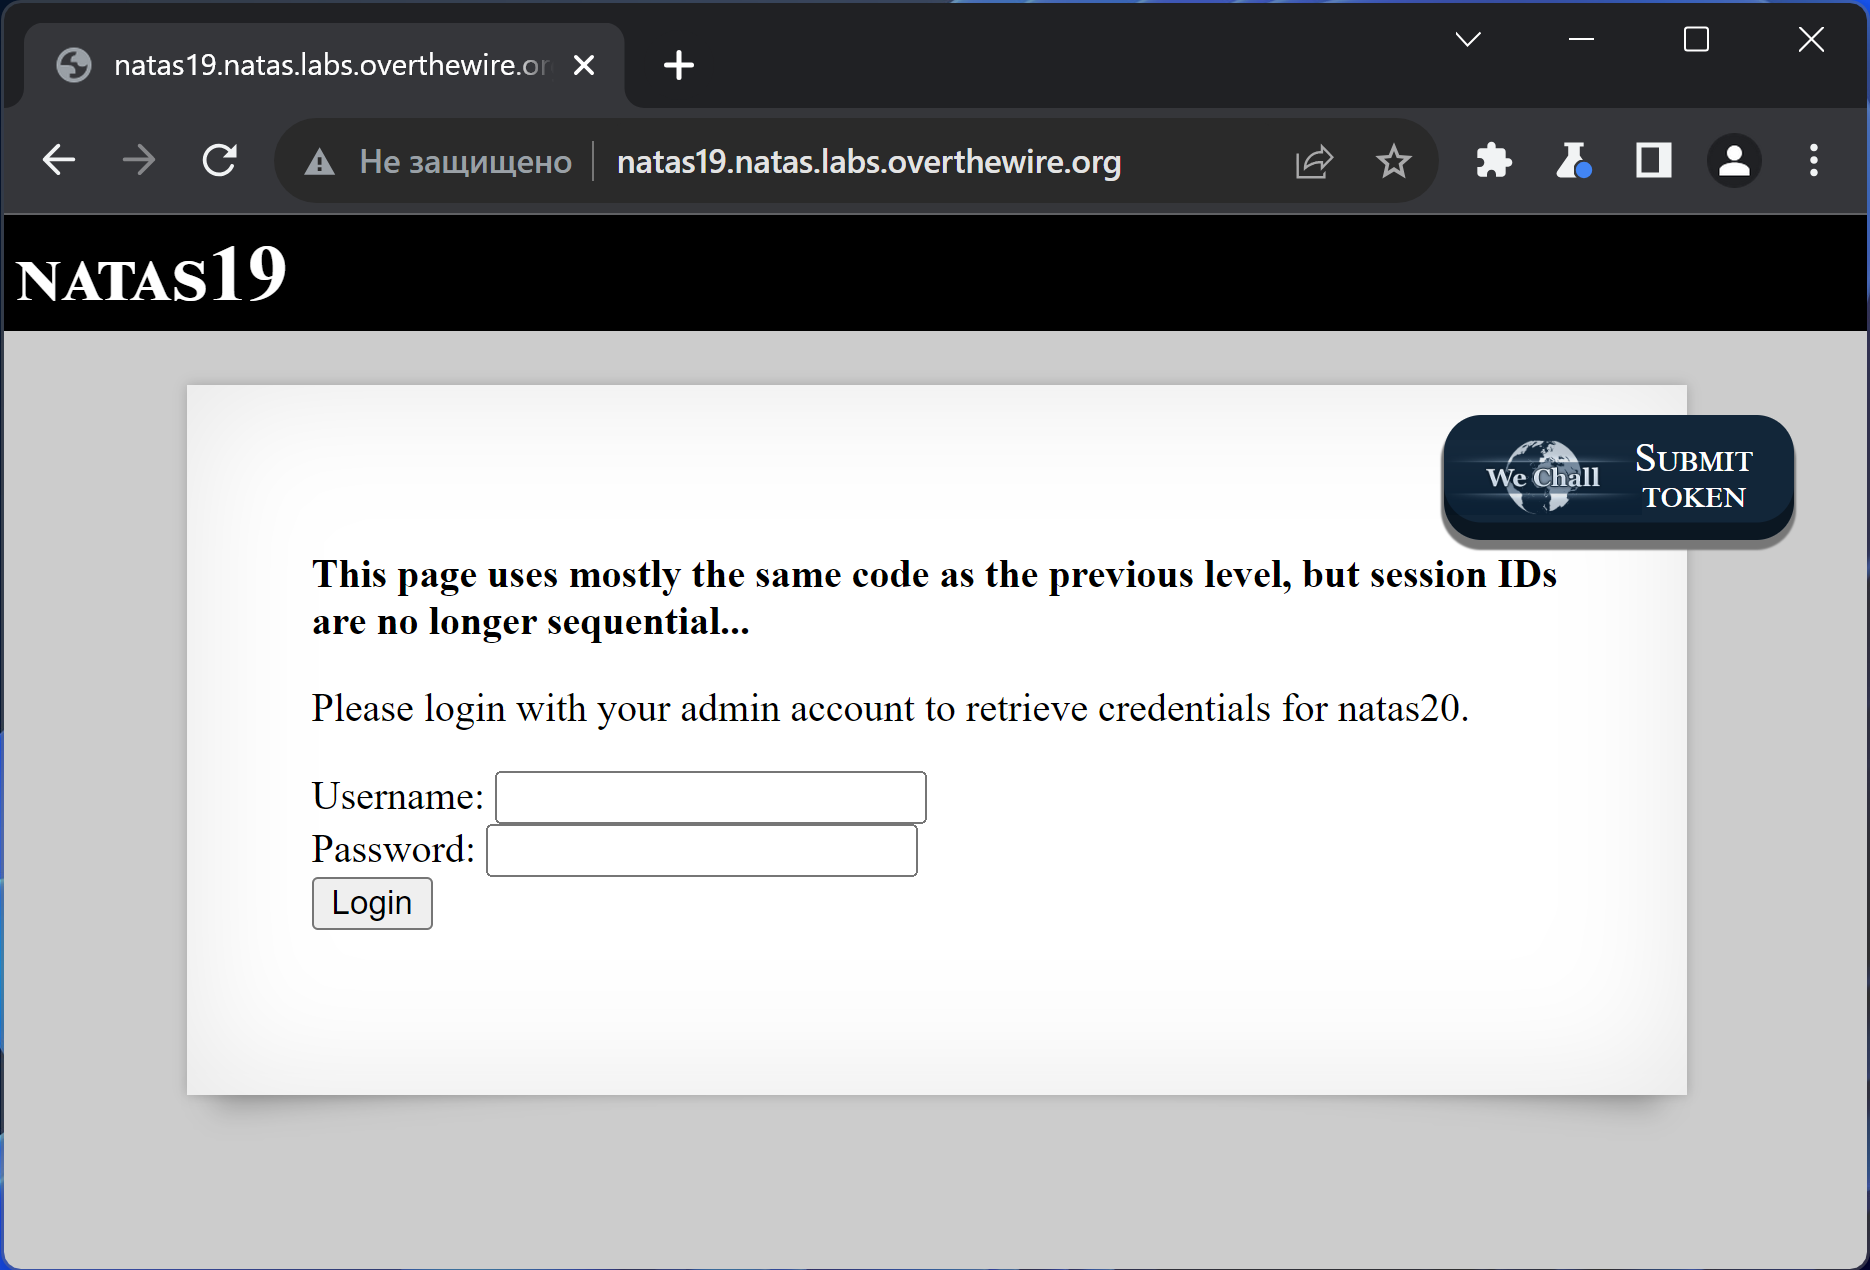 natas19.natas.labs.overthewire.or
Не защищено
natas19.natas.labs.overthewire.org
NATAS19
We Chall
SUBMIT
TOKEN
This page uses mostly the same code as the previous level, but session IDs
are no longer sequential...
Please login with your admin account to retrieve credentials for natas20.
Username:
Password:
Login